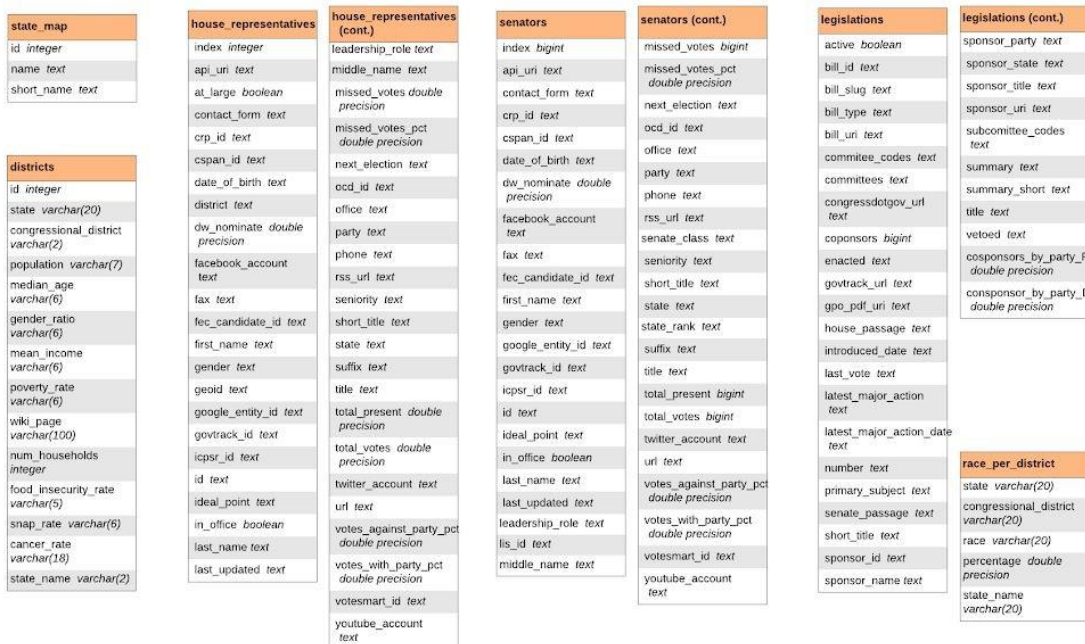 state_map
id integer
name text
short_name text
districts
id integer
state varchar(20)
congressional_district
varchar(2)
population varchar(7)
median_age
varchar(6)
gender_ratio
varchar(6)
mean_income
varchar(6)
poverty_rate
varchar(6)
wiki_page
varchar(100)
num_households
integer
food_insecurity_rate
varchar(5)
snap_rate varchar(6)
cancer_rate
varchar(18)
state_name varchar(2)
house_representatives
index integer
api_uri text
at_large boolean
contact_form text
crp_id text
cspan_id text
date_of_birth text
district text
dw_nominate double
precision
facebook_account
text
fax text
fec_candidate_id text
first_name text
gender text
geoid text
google_entity_id text
govtrack_id text
icpsr_id text
id text
ideal_point text
in_office boolean
last_name text
last_updated text
house_representatives
(cont.)
leadership_role text
middle_name text
missed_votes double
precision
missed_votes_pct
double precision
next_election text
ocd_id text
office text
party text
phone text
rss_url text
seniority text
short_title text
state text
suffix text
title text
total_present double
precision
total_votes double
precision
twitter_account text
url text
votes_against_party_pct
double precision
votes_with_party_pct
double precision
votesmart_id text
youtube_account
text
senators
index bigint
api_uri text
contact_form text
crp_id text
cspan_id text
date_of_birth text
dw_nominate double
precision
facebook_account
text
fax text
fec_candidate_id text
first_name text
gender text
google_entity_id text
govtrack_id text
icpsr_id text
id text
ideal_point text
in_office boolean
last_name text
last_updated text
leadership_role text
lis_id text
middle_name text
senators (cont.)
missed_votes bigint
missed_votes_pct
double precision
next_election text
ocd_id text
office text
party text
phone text
rss_url text
senate_class text
seniority text
short_title text
state text
state_rank text
suffix text
title text
total_present bigint
total_votes bigint
twitter_account text
url text
votes_against_party_pct
double precision
votes_with_party_pct
double precision
votesmart_id text
youtube_account
text
legislations
active boolean
bill_id text
bill_slug text
bill_type text
bill_uri text
commitee_codes text
committees text
congressdotgov_url
text
coponsors bigint
enacted text
govtrack_url text
gpo_pdf_uri text
house_passage text
introduced_date text
last_vote text
latest_major_action
text
latest_major_action_date
text
number text
primary_subject text
senate_passage text
short_title text
sponsor_id text
sponsor_name text
legislations (cont.)
sponsor_party text
sponsor_state text
sponsor_title text
sponsor_uri text
subcomittee_codes
text
summary text
summary_short text
title text
vetoed text
cosponsors_by_party_R
double precision
consponsor_by_party_D
double precision
race_per_district
state varchar(20)
congressional_district
varchar(20)
race varchar(20)
percentage double
precision
state_name
varchar(20)